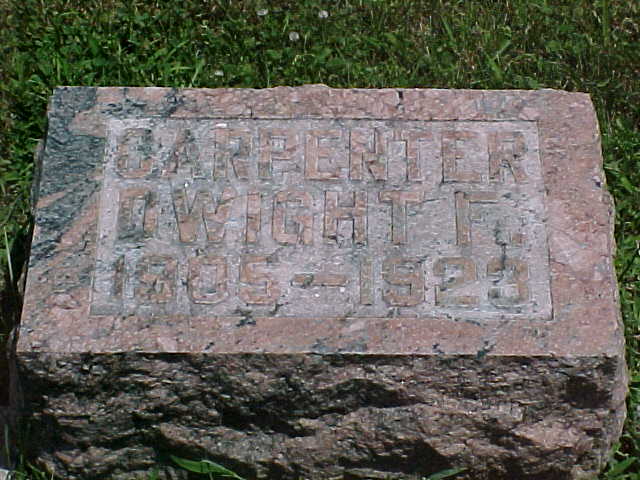 CARPENTER
DWIGHT F.
1905—1923